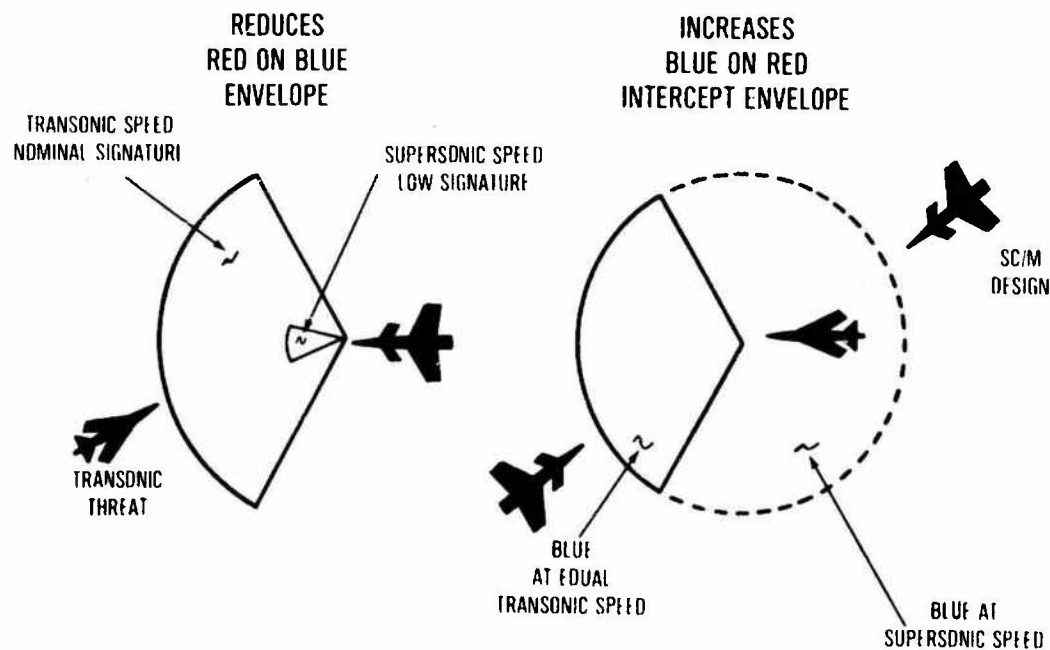 REDUCES
RED ON BLUE
ENVELOPE
TRANSONIC SPEED
NOMINAL SIGNATURI
SUPERSONIC SPEED
LOW SIGNATURE
TRANSONIC
THREAT
INCREASES
BLUE ON RED
INTERCEPT ENVELOPE
SC/M
DESIGN
BLUE
AT EQUAL
TRANSONIC SPEED
BLUE AT
SUPERSONIC SPEED